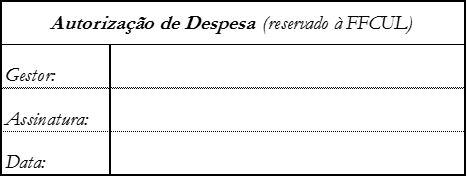 Autorização de Despesa (reservado à FFCUL)
Gestor:
Assinatura:
Data: